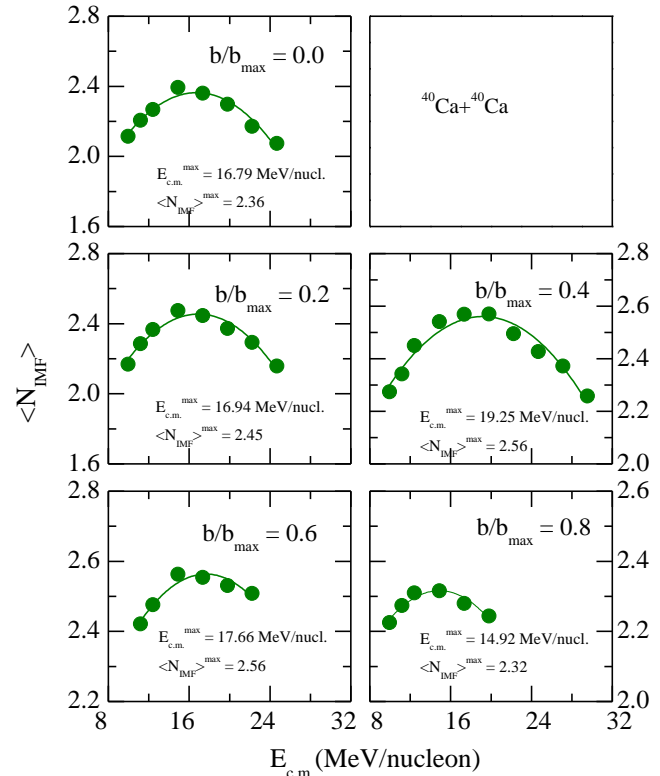 2.8
2.4
2.0
1.6
b/b_max = 0.0
E_c.m.^max = 16.79 MeV/nucl.
<N_IMF>^max = 2.36
^40Ca+^40Ca
2.8
2.4
2.0
1.6
b/b_max = 0.2
E_c.m.^max = 16.94 MeV/nucl.
<N_IMF>^max = 2.45
b/b_max = 0.4
E_c.m.^max = 19.25 MeV/nucl.
<N_IMF>^max = 2.56
2.8
2.6
2.4
2.2
2.0
<N_IMF>
2.8
2.6
2.4
2.2
b/b_max = 0.6
E_c.m.^max = 17.66 MeV/nucl.
<N_IMF>^max = 2.56
8 16 24 32
b/b_max = 0.8
E_c.m.^max = 14.92 MeV/nucl.
<N_IMF>^max = 2.32
2.6
2.4
2.2
2.0
8 16 24 32
E_c.m. (MeV/nucleon)